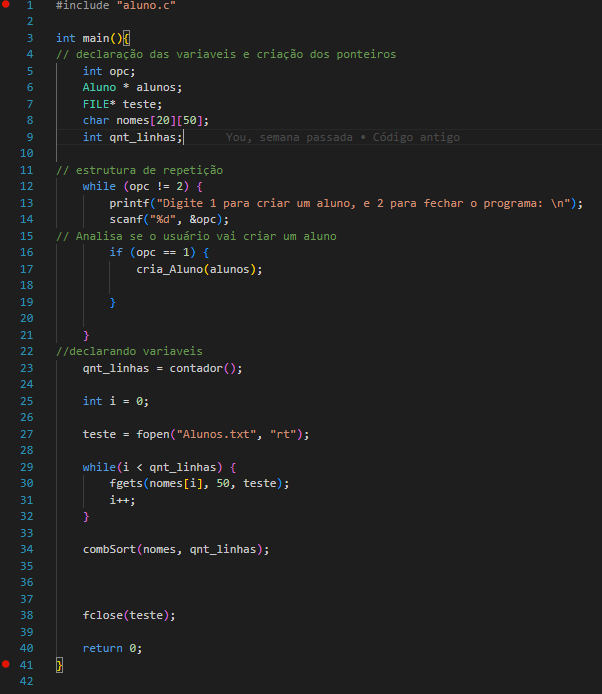 1 #include "aluno.c"
2
3 int main(){
4 // declaração das variaveis e criação dos ponteiros
5 int opc;
6 Aluno * alunos;
7 FILE* teste;
8 char nomes[20][50];
9 int qnt_linhas; You, semana passada • Código antigo
10
11 // estrutura de repetição
12 while (opc != 2) {
13 printf("Digite 1 para criar um aluno, e 2 para fechar o programa: \n");
14 scanf("%d", &opc);
15 // Analisa se o usuário vai criar um aluno
16 if (opc == 1) {
17 cria_Aluno(alunos);
18
19 }
20
21 }
22 //declarando variaveis
23 qnt_linhas = contador();
24
25 int i = 0;
26
27 teste = fopen("Alunos.txt", "rt");
28
29 while(i < qnt_linhas) {
30 fgets(nomes[i], 50, teste);
31 i++;
32 }
33
34 combSort(nomes, qnt_linhas);
35
36
37
38 fclose(teste);
39
40 return 0;
41 }
42